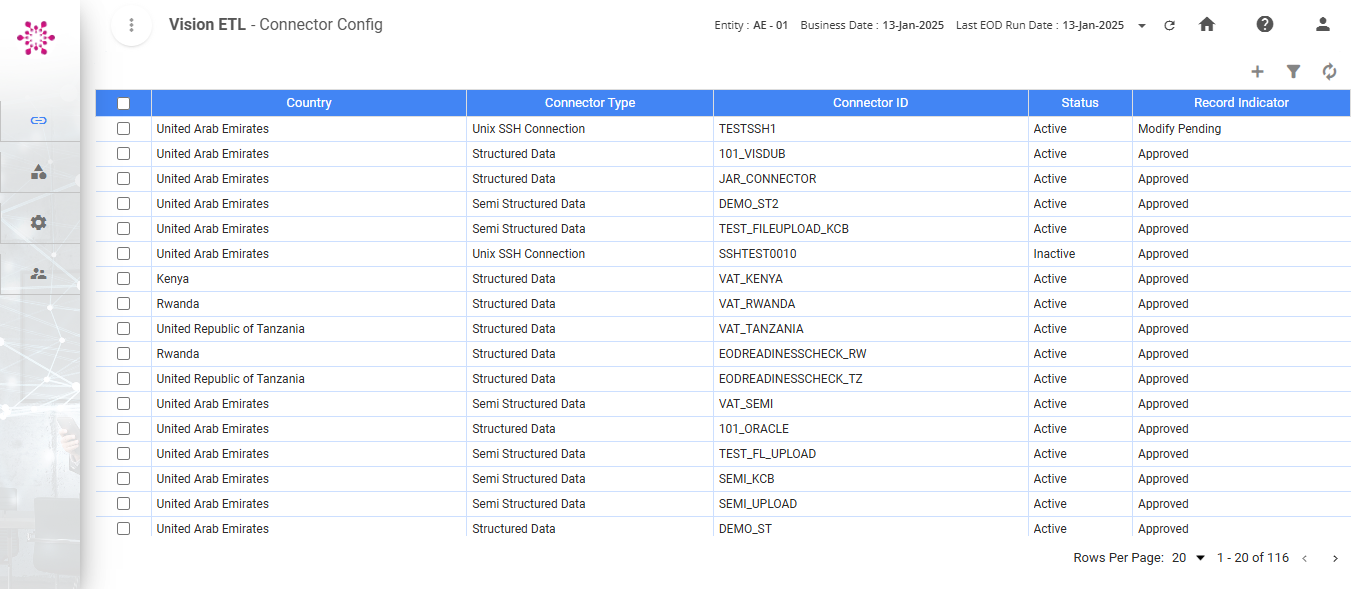 Vision ETL - Connector Config
Entity : AE - 01 Business Date : 13-Jan-2025 Last EOD Run Date : 13-Jan-2025
Country Connector Type Connector ID Status Record Indicator
United Arab Emirates Unix SSH Connection TESTSSH1 Active Modify Pending
United Arab Emirates Structured Data 101_VISDUB Active Approved
United Arab Emirates Structured Data JAR_CONNECTOR Active Approved
United Arab Emirates Semi Structured Data DEMO_ST2 Active Approved
United Arab Emirates Semi Structured Data TEST_FILEUPLOAD_KCB Active Approved
United Arab Emirates Unix SSH Connection SSHTEST0010 Inactive Approved
Kenya Structured Data VAT_KENYA Active Approved
Rwanda Structured Data VAT_RWANDA Active Approved
United Republic of Tanzania Structured Data VAT_TANZANIA Active Approved
Rwanda Structured Data EODREADINESSCHECK_RW Active Approved
United Republic of Tanzania Structured Data EODREADINESSCHECK_TZ Active Approved
United Arab Emirates Semi Structured Data VAT_SEMI Active Approved
United Arab Emirates Structured Data 101_ORACLE Active Approved
United Arab Emirates Semi Structured Data TEST_FL_UPLOAD Active Approved
United Arab Emirates Semi Structured Data SEMI_KCB Active Approved
United Arab Emirates Semi Structured Data SEMI_UPLOAD Active Approved
United Arab Emirates Structured Data DEMO_ST Active Approved
Rows Per Page: 20 1 - 20 of 116